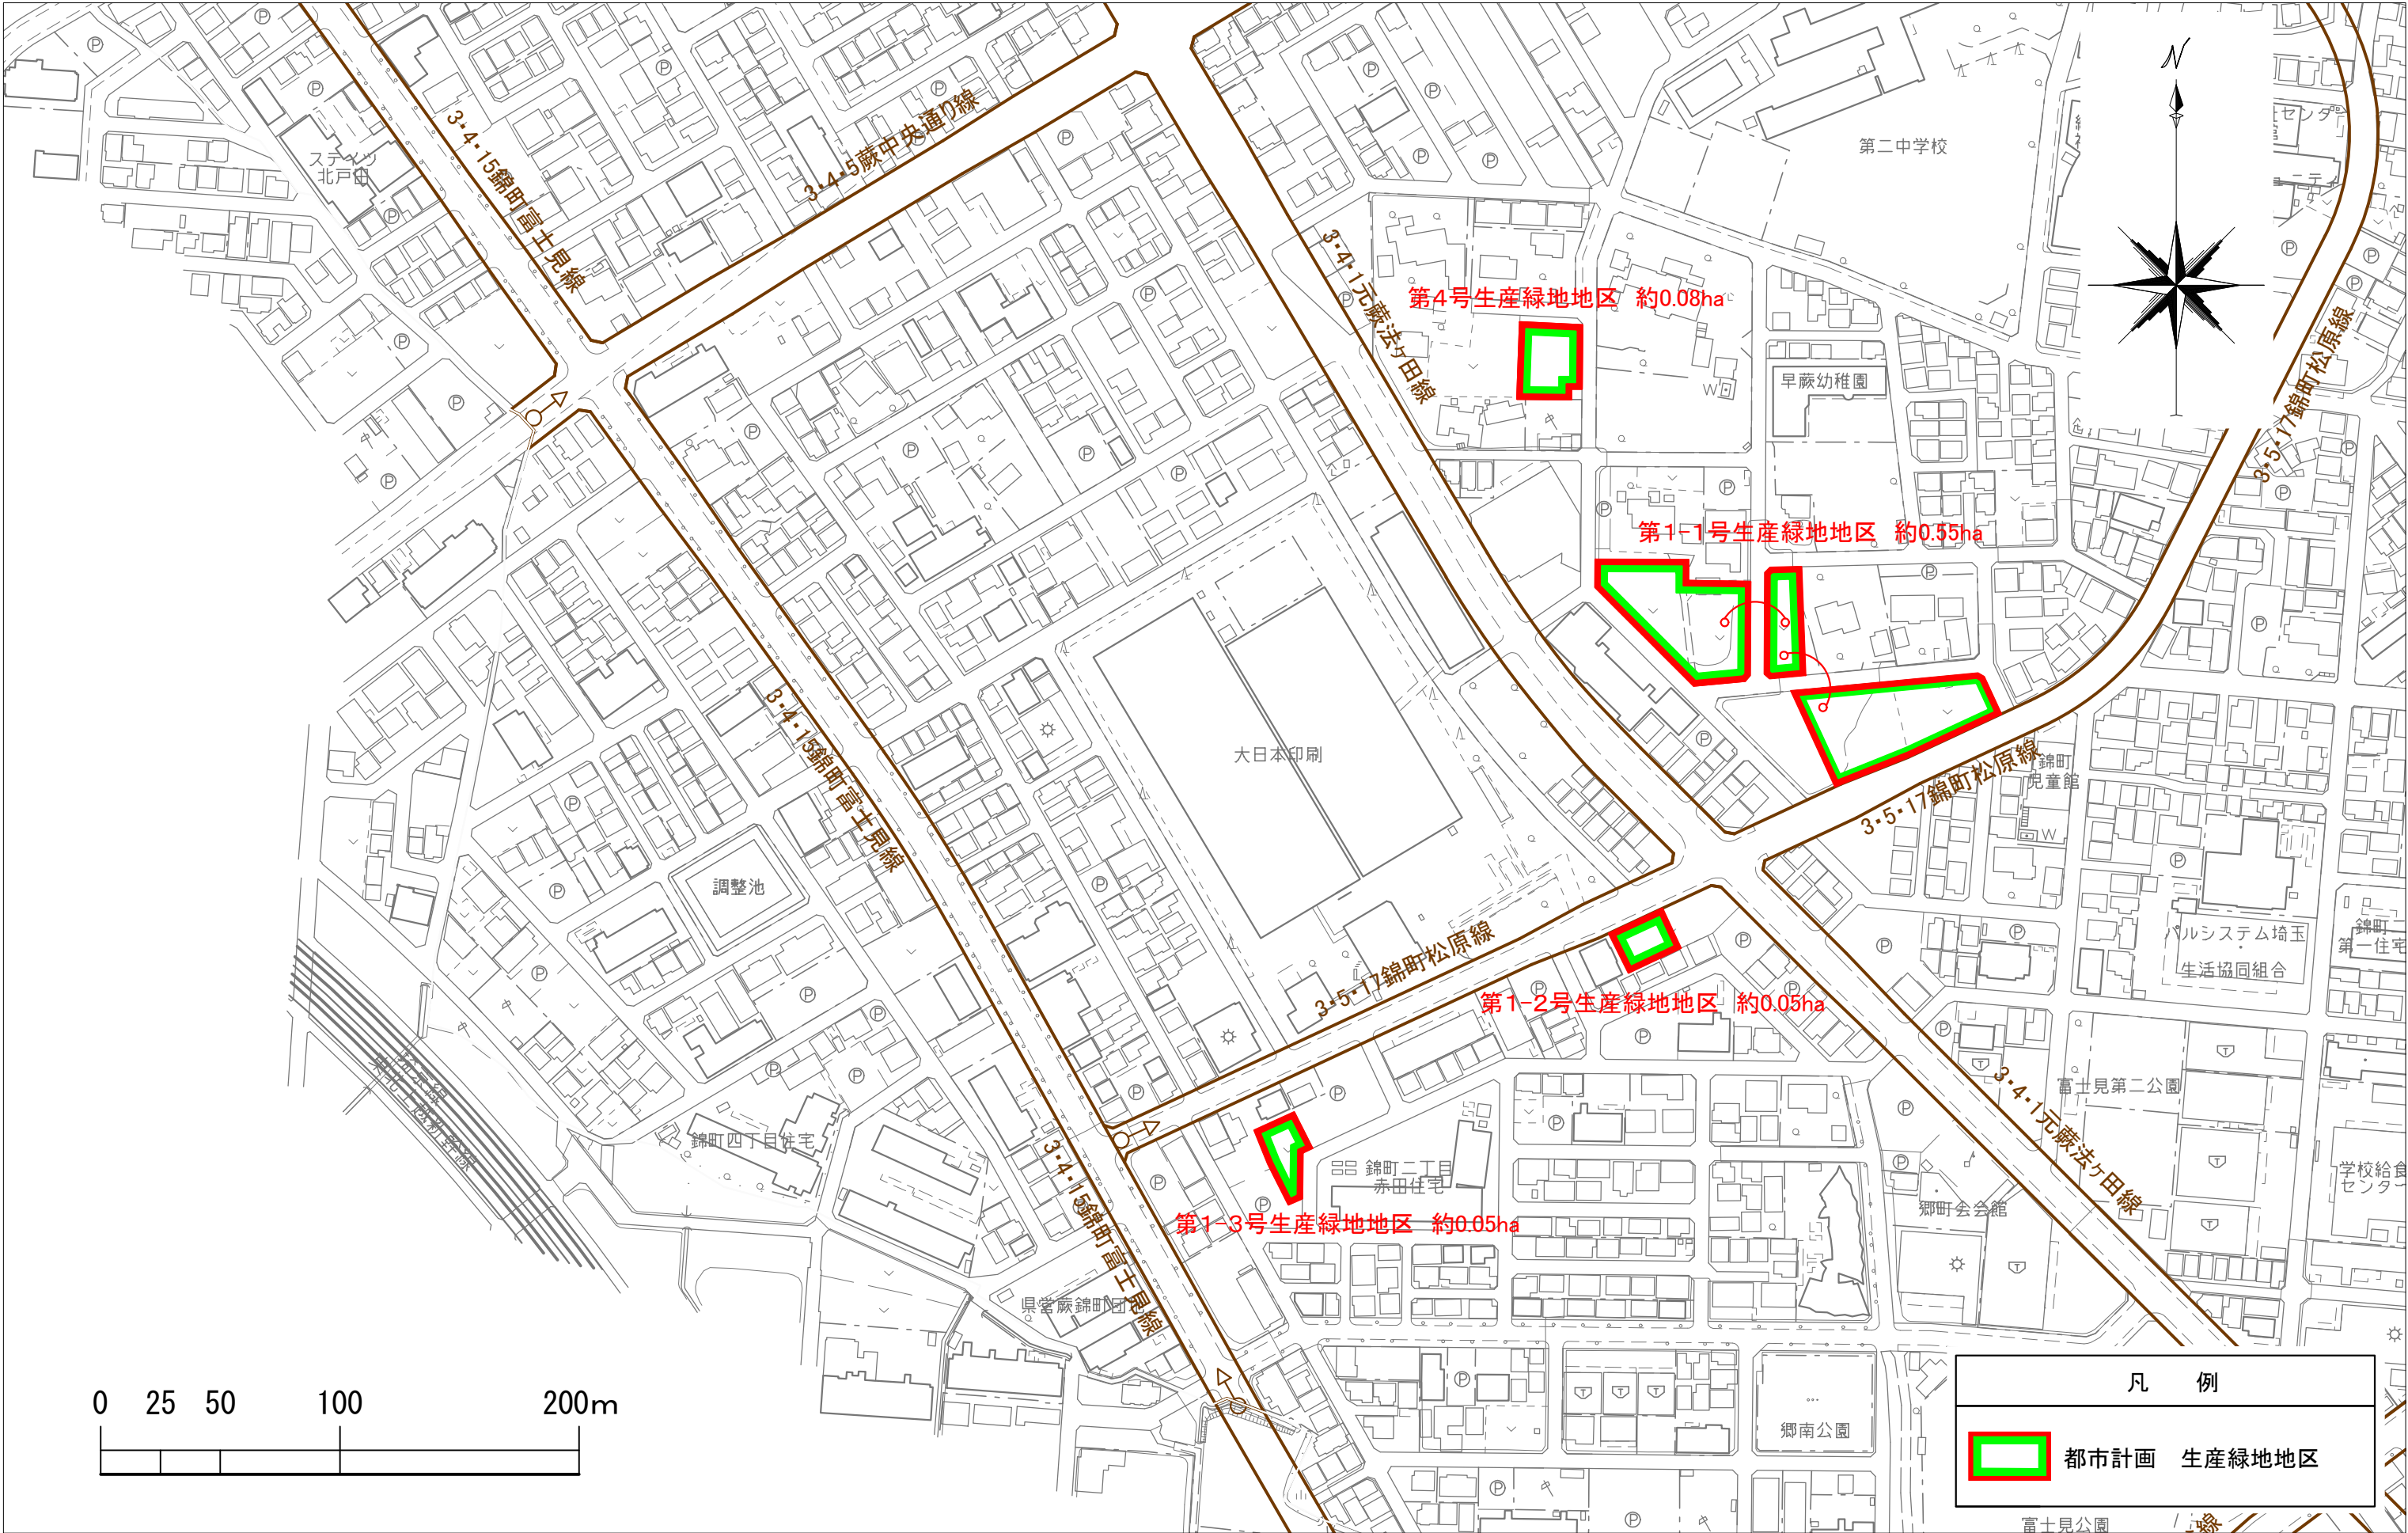 N
第二中学校
ステイツ
北戸田
3・4・15錦町富士見線
3・4・5蕨中央通り線
3・4・1元蕨法ヶ田線
第4号生産緑地地区 約0.08ha
早蕨幼稚園
W
3・5・17錦町松原線
第1-1号生産緑地地区 約0.55ha
大日本印刷
3・4・15錦町富士見線
錦町
児童館
3・5・17錦町松原線
W
調整池
3・5・17錦町松原線
パルシステム埼玉
・
生活協同組合
錦町
第一住宅
第1-2号生産緑地地区 約0.05ha
埼京線
3・4・1元蕨法ヶ田線
富士見第二公園
錦町四丁目住宅
錦町二丁目
赤田住宅
学校給食
センター
郷町会会館
3・4・15錦町富士見線
第1-3号生産緑地地区 約0.05ha
県営蕨錦町団地
郷南公園
0 25 50 100 200m
凡 例
都市計画 生産緑地地区
富士見公園
線